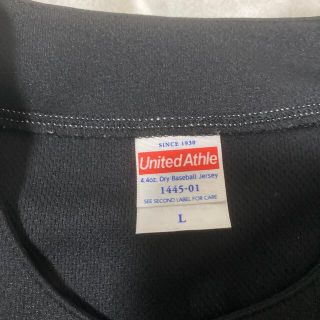 SINCE 1930
United Athle
4.4oz. Dry Baseball Jersey
1445-01
SEE SECOND LABEL FOR CARE
L